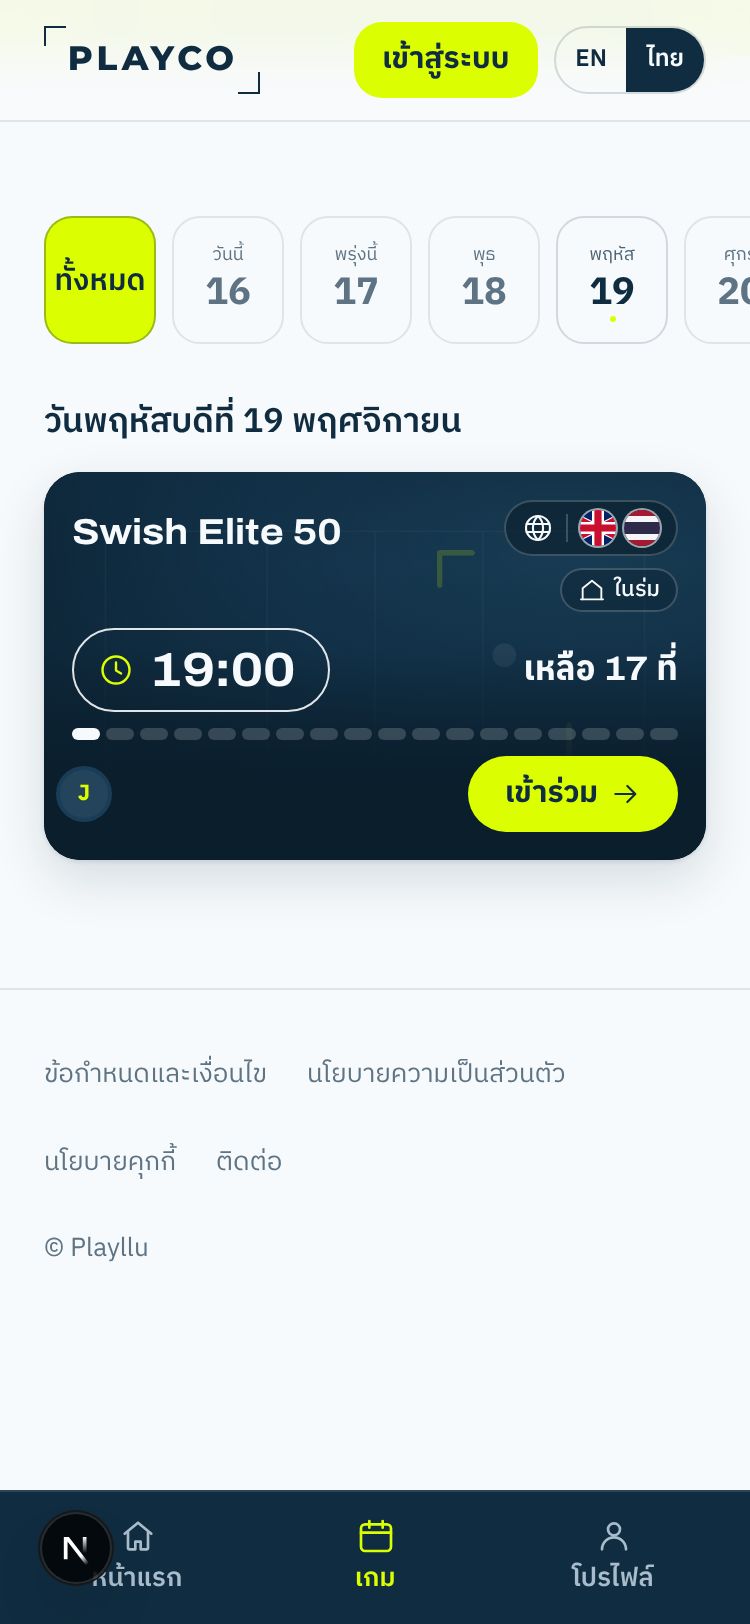 PLAYCO
เข้าสู่ระบบ
EN ไทย
ทั้งหมด
วันนี้
16
พรุ่งนี้
17
พุธ
18
พฤหัส
19
20
วันพฤหัสบดีที่ 19 พฤศจิกายน
Swish Elite 50
ในร่ม
19:00
เหลือ 17 ที่
J
เข้าร่วม
ข้อกำหนดและเงื่อนไข นโยบายความเป็นส่วนตัว
นโยบายคุกกี้ ติดต่อ
© Playllu
N
หน้าแรก
เกม
โปรไฟล์